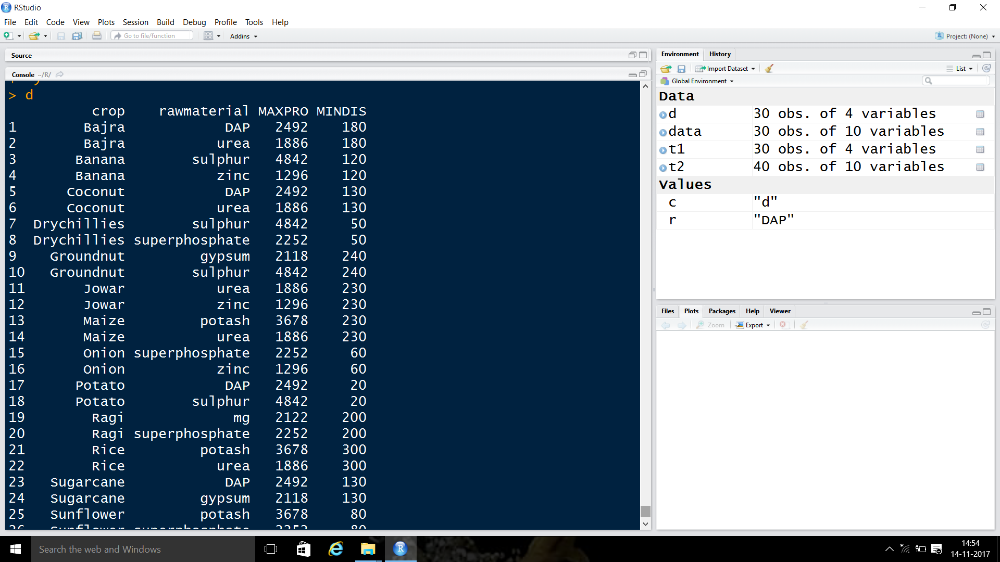 RStudio
File Edit Code View Plots Session Build Debug Profile Tools Help
Go to file/function Addins Project: (None)
Source
Console ~/R/
> d
crop rawmaterial MAXPRO MINDIS
1 Bajra DAP 2492 180
2 Bajra urea 1886 180
3 Banana sulphur 4842 120
4 Banana zinc 1296 120
5 Coconut DAP 2492 130
6 Coconut urea 1886 130
7 Drychillies sulphur 4842 50
8 Drychillies superphosphate 2252 50
9 Groundnut gypsum 2118 240
10 Groundnut sulphur 4842 240
11 Jowar urea 1886 230
12 Jowar zinc 1296 230
13 Maize potash 3678 230
14 Maize urea 1886 230
15 Onion superphosphate 2252 60
16 Onion zinc 1296 60
17 Potato DAP 2492 20
18 Potato sulphur 4842 20
19 Ragi mg 2122 200
20 Ragi superphosphate 2252 200
21 Rice potash 3678 300
22 Rice urea 1886 300
23 Sugarcane DAP 2492 130
24 Sugarcane gypsum 2118 130
25 Sunflower potash 3678 80
26 Sunflower superphosphate 2252 80
Environment History
Import Dataset List
Global Environment
Data
d 30 obs. of 4 variables
data 30 obs. of 10 variables
t1 30 obs. of 4 variables
t2 40 obs. of 10 variables
Values
c "d"
r "DAP"
Files Plots Packages Help Viewer
Zoom Export
Search the web and Windows
14:54
14-11-2017